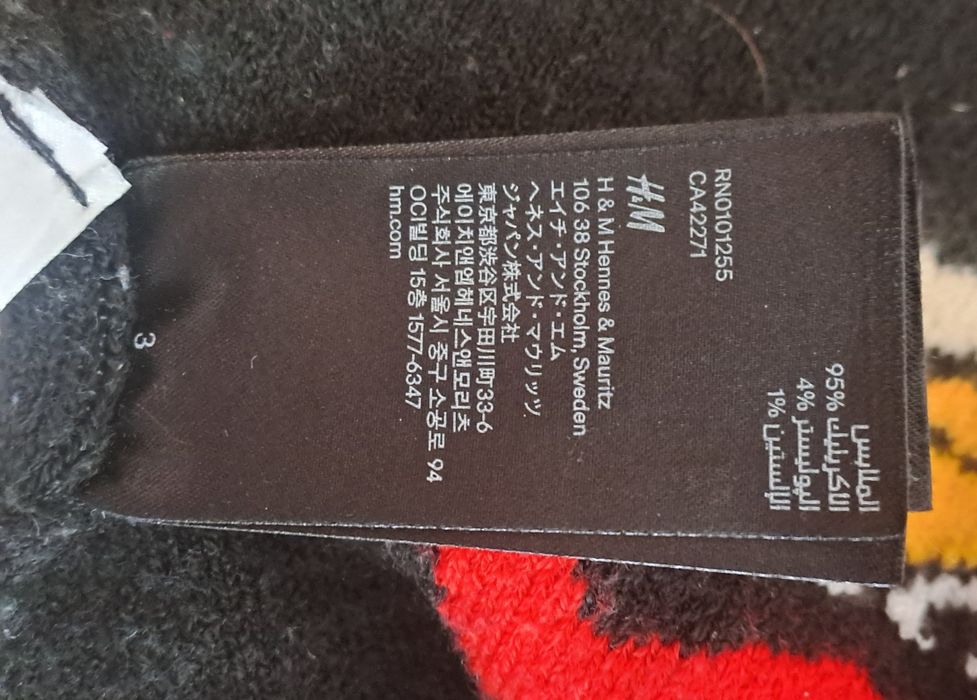 الملابس
95% الأكريليك
4% البوليستر
1% الإلستين
RN0101255
CA42271
H&M
H & M Hennes & Mauritz
106 38 Stockholm, Sweden
エイチ・アンド・エム
ヘネス・アンド・マウリッツ
ジャパン株式会社
東京都渋谷区宇田川町33-6
에이치앤엠헤네스앤모리츠
주식회사 서울시 중구 소공로 94
OCI빌딩 15층 1577-6347
hm.com
3